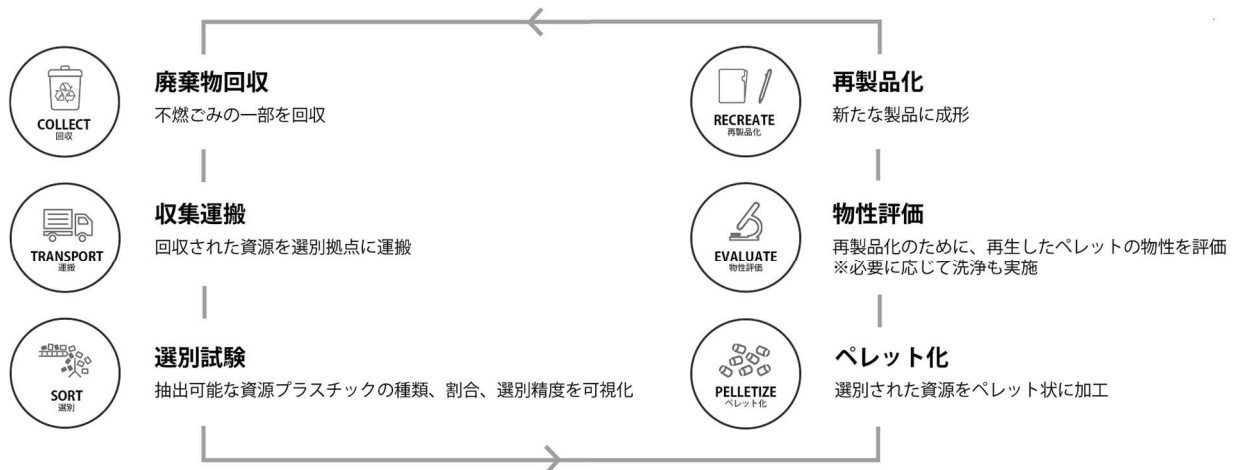 COLLECT
回収
廃棄物回収
不燃ごみの一部を回収
TRANSPORT
運搬
収集運搬
回収された資源を選別拠点に運搬
SORT
選別
選別試験
抽出可能な資源プラスチックの種類、割合、選別精度を可視化
PELLETIZE
ペレット化
ペレット化
選別された資源をペレット状に加工
EVALUATE
物性評価
物性評価
再製品化のために、再生したペレットの物性を評価
※必要に応じて洗浄も実施
RECREATE
再製品化
再製品化
新たな製品に成形